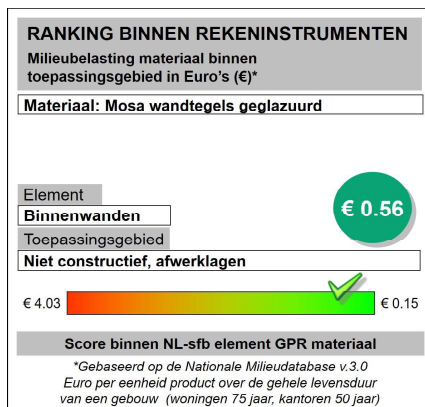 RANKING BINNEN REKENINSTRUMENTEN
Milieubelasting materiaal binnen
toepassingsgebied in Euro's (€)*
Materiaal: Mosa wandtegels geglazuurd
Element
Binnenwanden
€ 0.56
Toepassingsgebied
Niet constructief, afwerklagen
€ 4.03
€ 0.15
Score binnen NL-sfb element GPR materiaal
*Gebaseerd op de Nationale Milieudatabase v.3.0
Euro per eenheid product over de gehele levensduur
van een gebouw (woningen 75 jaar, kantoren 50 jaar)